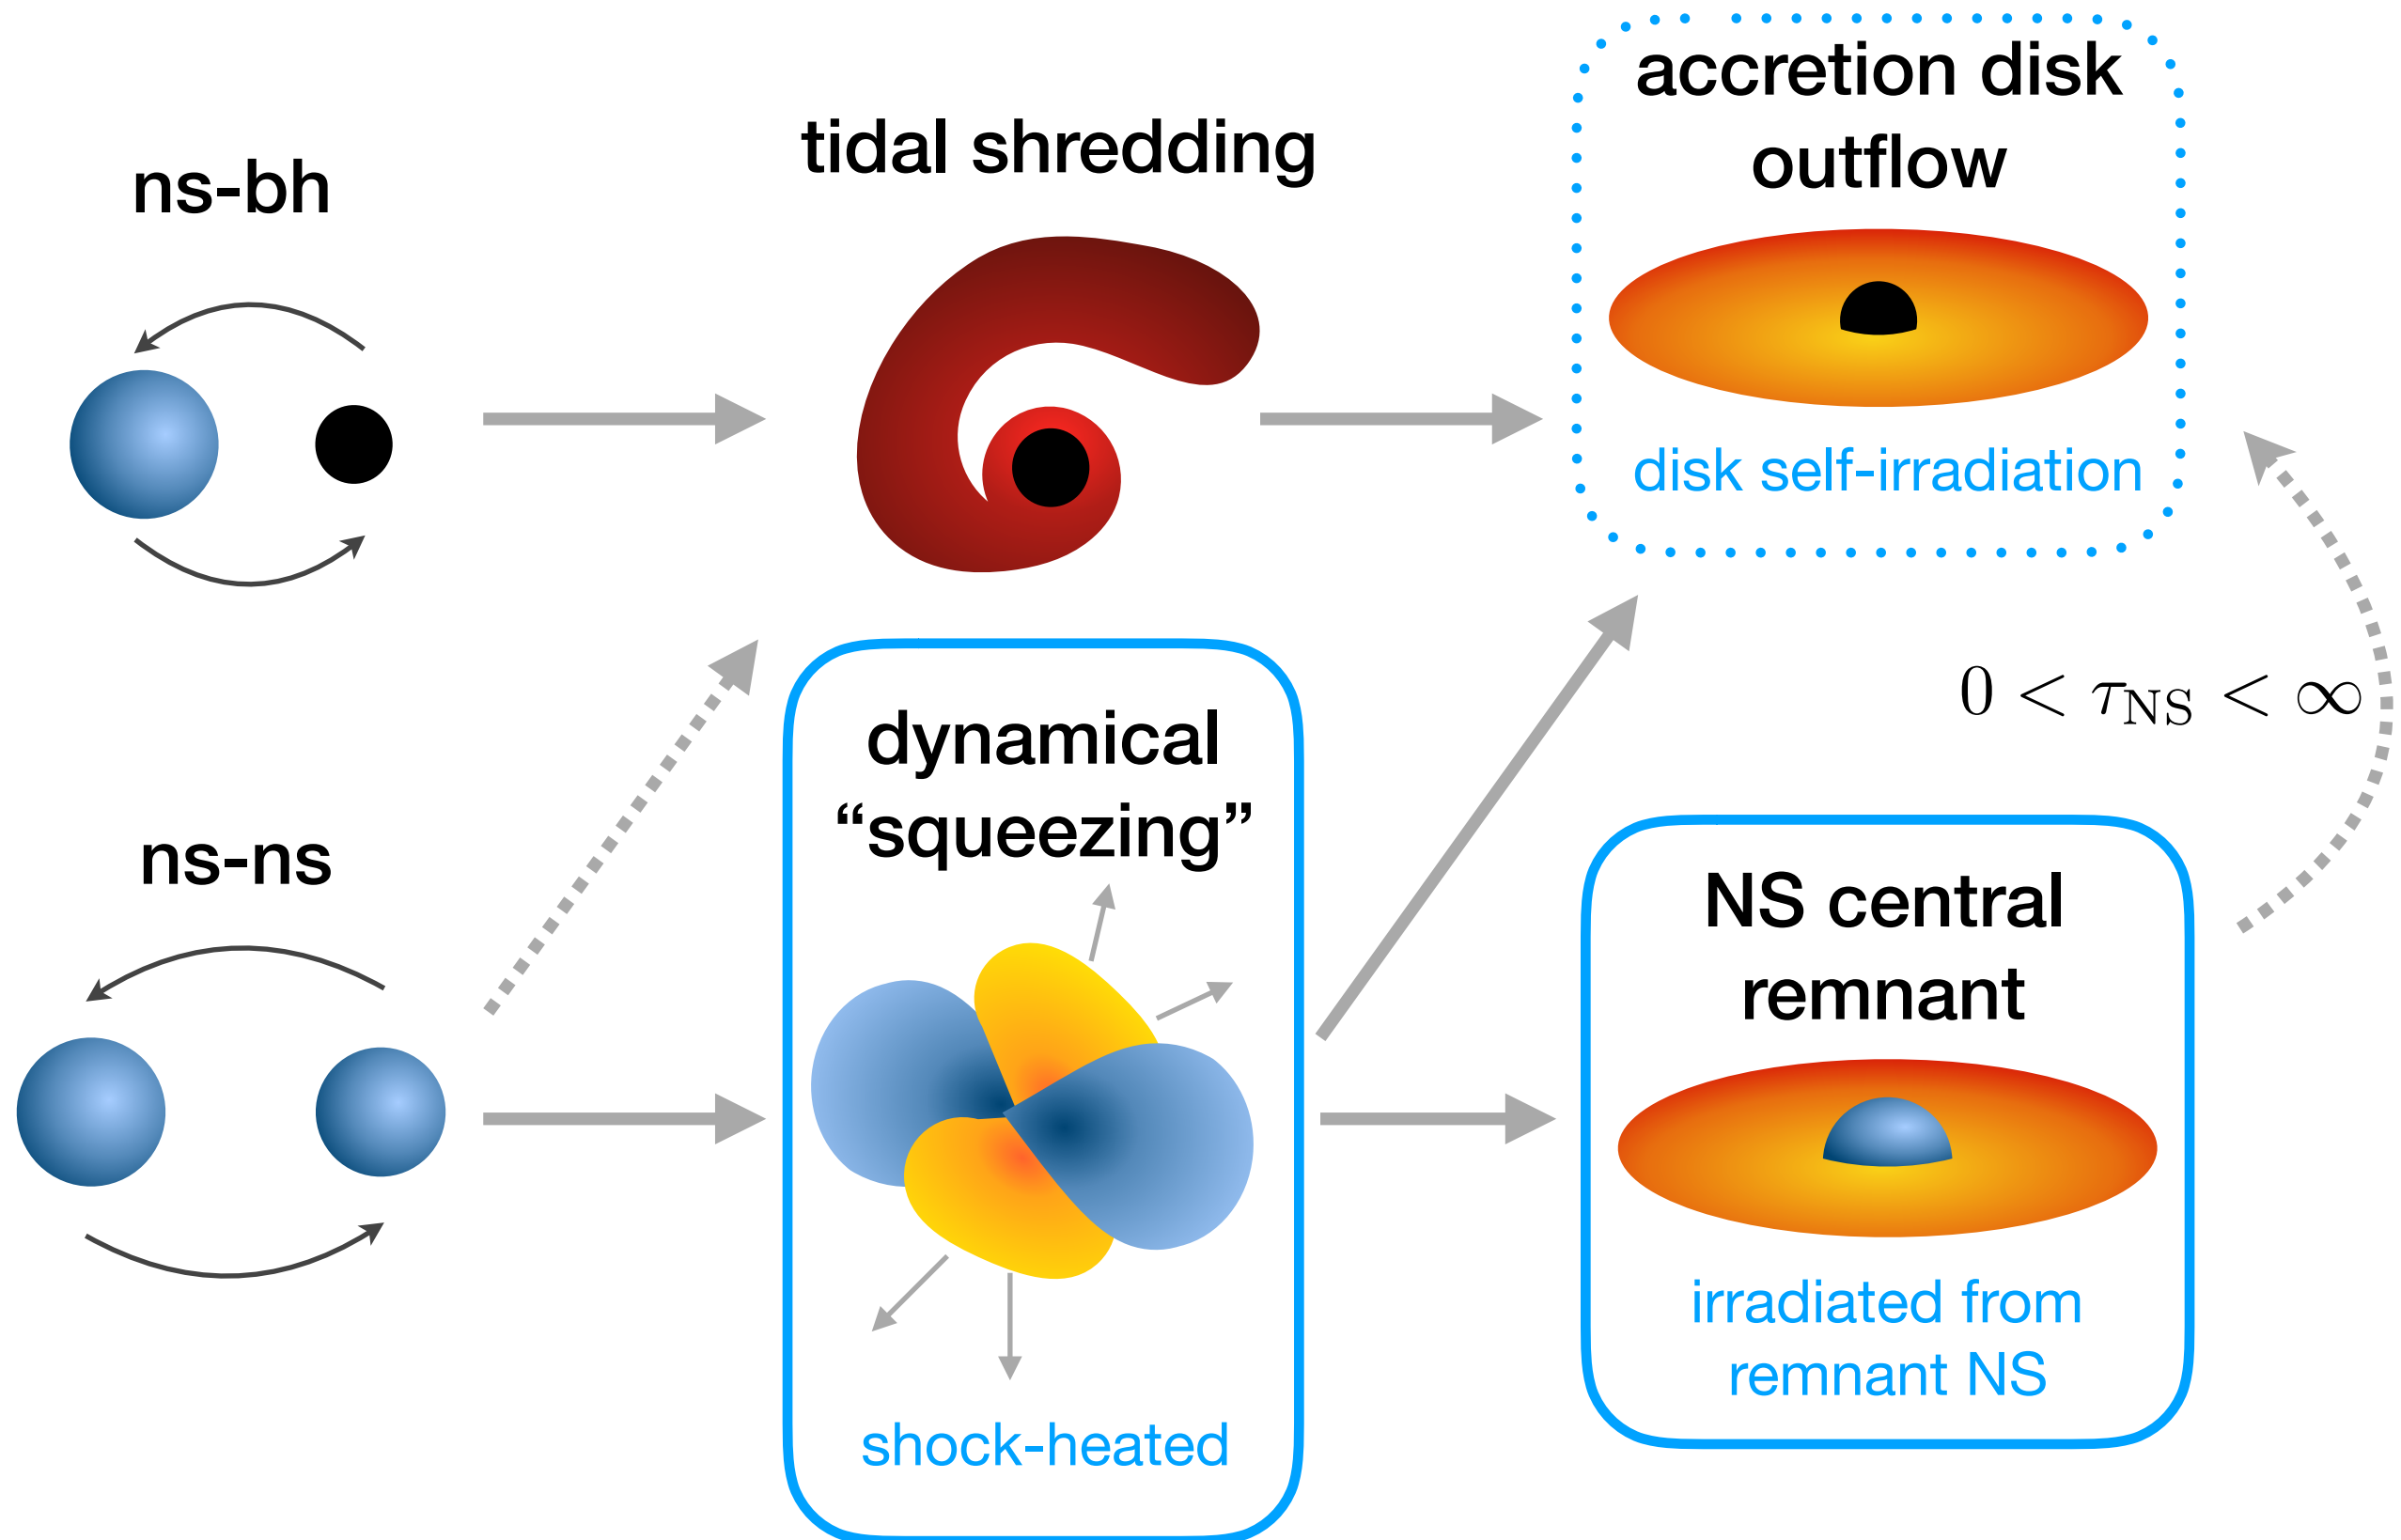 ns-bh
tidal shredding
accretion disk
outflow
disk self-irradiation
ns-ns
dynamical
“squeezing”
shock-heated
0 < τ_NS < ∞
NS central
remnant
irradiated from
remnant NS